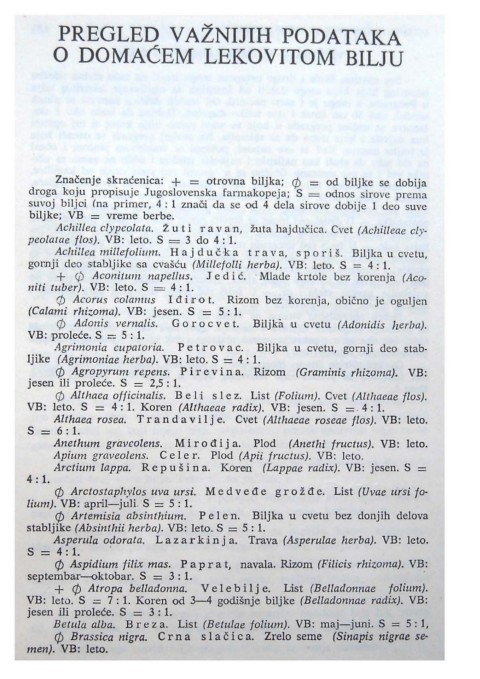 PREGLED VAŽNIJIH PODATAKA
O DOMAĆEM LEKOVITOM BILJU
Značenje skraćenica: + = otrovna biljka; ϕ = od biljke se dobija
droga koju propisuje Jugoslovenska farmakopeja; S = odnos sirove prema
suvoj biljci (na primer, 4 : 1 znači da se od 4 dela sirove dobije 1 deo suve
biljke; VB = vreme berbe.
Achillea clypeolata. Žuti ravan, žuta hajdučica. Cvet (Achilleae cly-
peolatae flos). VB: leto. S = 3 do 4 : 1.
Achillea millefolium. Hajdučka trava, sporiš. Biljka u cvetu,
gornji deo stabljike sa cvašću (Millefolli herba). VB: leto. S = 4 : 1.
+ ϕ Aconitum napellus. Jedić. Mlade krtole bez korenja (Aco-
niti tuber). VB: leto. S = 4 : 1.
ϕ Acorus colamus Iđirot. Rizom bez korenja, obično je oguljen
(Calami rhizoma). VB: jesen. S = 5 : 1.
ϕ Adonis vernalis. Gorocvet. Biljka u cvetu (Adonidis herba).
VB: proleće. S = 5 : 1.
Agrimonia eupatoria. Petrovac. Biljka u cvetu, gornji deo stab-
ljike (Agrimoniae herba). VB: leto. S = 4 : 1.
ϕ Agropyrum repens. Pirevina. Rizom (Graminis rhizoma). VB:
jesen ili proleće. S = 2,5 : 1.
ϕ Althaea officinalis. Beli slez. List (Folium). Cvet (Althaeae flos).
VB: leto. S = 4 : 1. Koren (Althaeae radix). VB: jesen. S = 4 : 1.
Althaea rosea. Trandavilje. Cvet (Althaeae roseae flos). VB: leto.
S = 6 : 1.
Anethum graveolens. Mirođija. Plod (Anethi fructus). VB: leto.
Apium graveolens. Celer. Plod (Apii fructus). VB: leto.
Arctium lappa. Repušina. Koren (Lappae radix). VB: jesen. S =
4 : 1.
ϕ Arctostaphylos uva ursi. Medveđe grožđe. List (Uvae ursi fo-
lium). VB: april—juli. S = 5 : 1.
ϕ Artemisia absinthium. Pelen. Biljka u cvetu bez donjih delova
stabljike (Absinthii herba). VB: leto. S = 5 : 1.
Asperula odorata. Lazarkinja. Trava (Asperulae herba). VB: leto.
S = 4 : 1.
ϕ Aspidium filix mas. Paprat, navala. Rizom (Filicis rhizoma). VB:
septembar—oktobar. S = 3 : 1.
+ ϕ Atropa belladonna. Velebilje. List (Belladonnae folium).
VB: leto. S = 7 : 1. Koren od 3—4 godišnje biljke (Belladonnae radix). VB:
jesen ili proleće. S = 3 : 1.
Betula alba. Breza. List (Betulae folium). VB: maj—juni. S = 5 : 1,
ϕ Brassica nigra. Crna slačica. Zrelo seme (Sinapis nigrae se-
men). VB: leto.